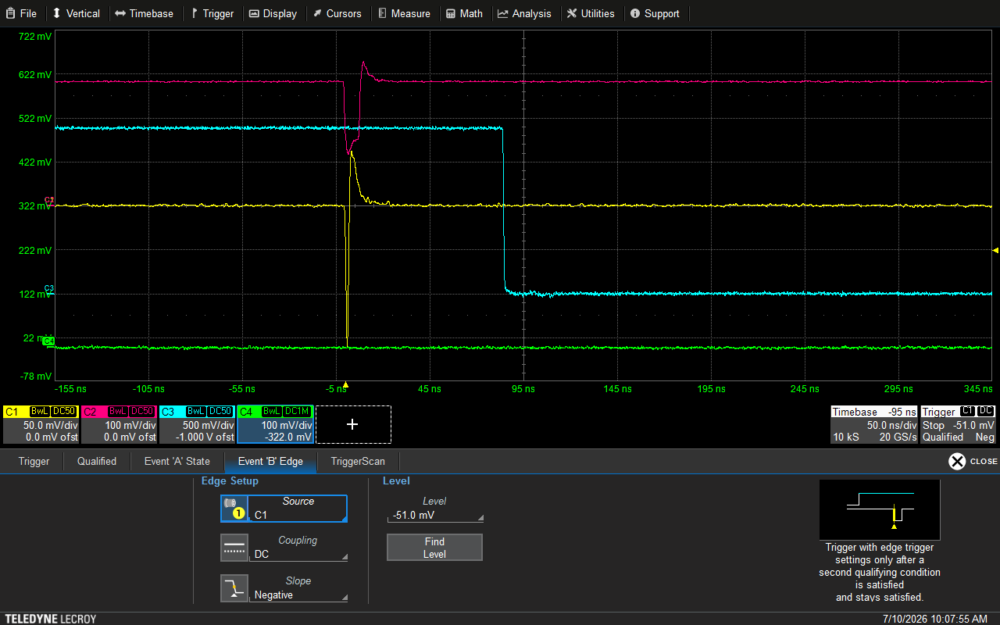 File Vertical Timebase Trigger Display Cursors Measure Math Analysis Utilities Support
722 mV
622 mV
522 mV
422 mV
C1
322 mV
222 mV
C3
122 mV
22 mV
C4
-78 mV
-155 ns -105 ns -55 ns -5 ns 45 ns 95 ns 145 ns 195 ns 245 ns 295 ns 345 ns
C1 BwL DC50
50.0 mV/div
0.0 mV ofst
C2 BwL DC50
100 mV/div
0.0 mV ofst
C3 BwL DC50
500 mV/div
-1.000 V ofst
C4 BwL DC1M
100 mV/div
-322.0 mV
+
Timebase -95 ns
50.0 ns/div
10 kS 20 GS/s
Trigger C1 DC
Stop -51.0 mV
Qualified Neg
Trigger Qualified Event 'A' State Event 'B' Edge TriggerScan CLOSE
Edge Setup
Source
1
C1
Coupling
DC
Slope
Negative
Level
Level
-51.0 mV
Find
Level
Trigger with edge trigger
settings only after a
second qualifying condition
is satisfied
and stays satisfied.
TELEDYNE LECROY
7/10/2026 10:07:55 AM